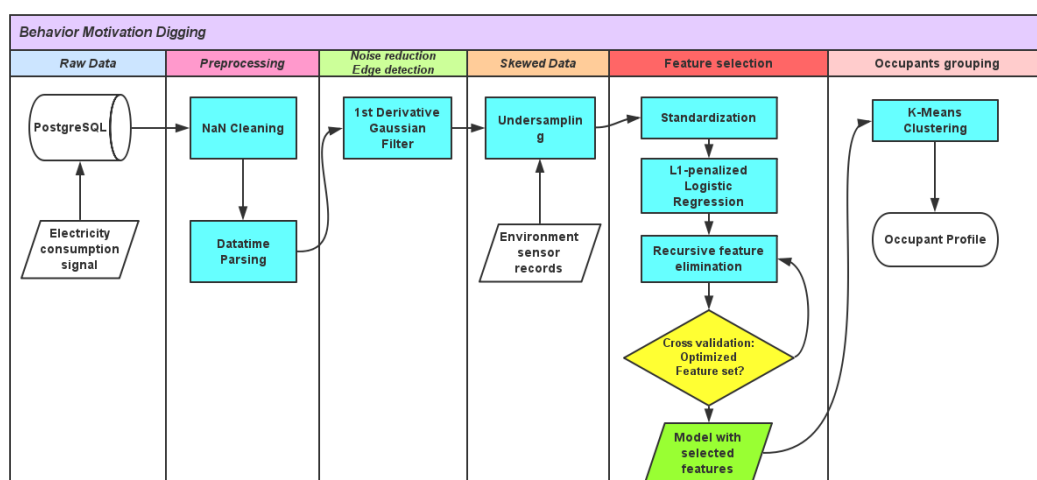 Behavior Motivation Digging
Raw Data
Preprocessing
Noise reduction
Edge detection
Skewed Data
Feature selection
Occupants grouping
PostgreSQL
Electricity
consumption
signal
NaN Cleaning
Datatime
Parsing
1st Derivative
Gaussian
Filter
Undersamplin
g
Environment
sensor
records
Standardization
L1-penalized
Logistic
Regression
Recursive feature
elimination
Cross validation:
Optimized
Feature set?
Model with
selected
features
K-Means
Clustering
Occupant Profile